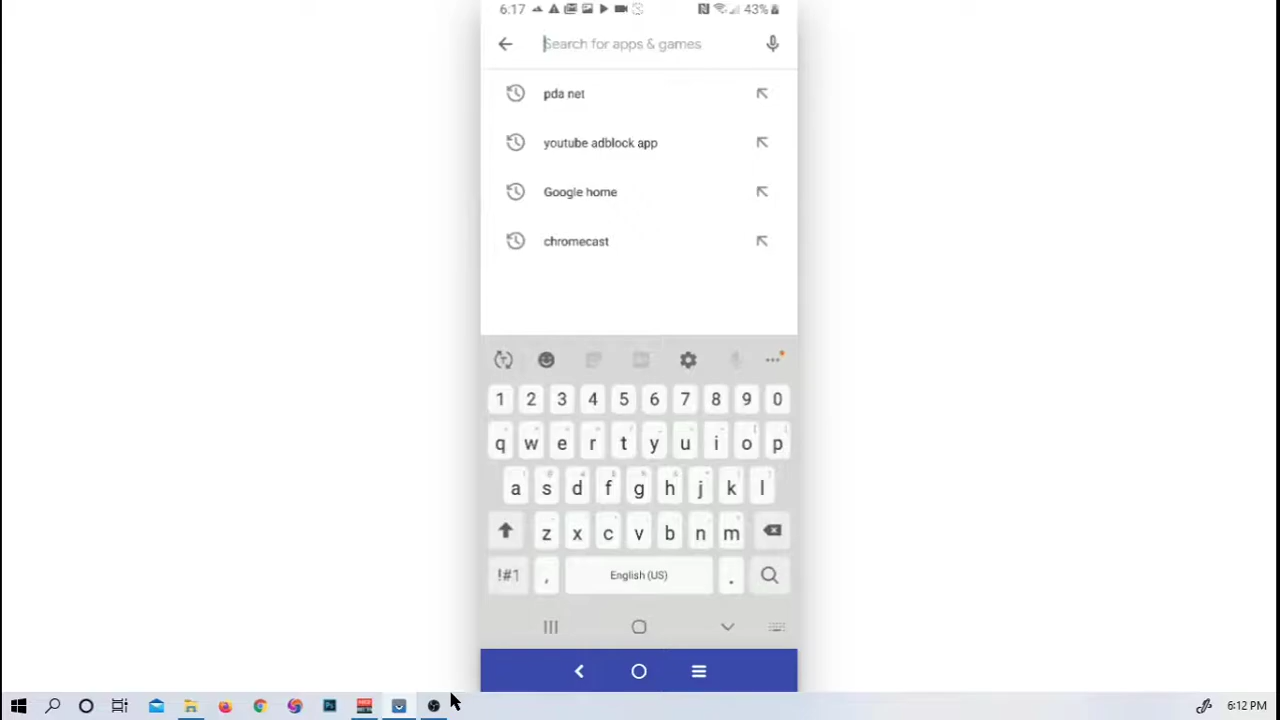 6:17 43%
Search for apps & games
pda net
youtube adblock app
Google home
chromecast
1 2 3 4 5 6 7 8 9 0
q w e r t y u i o p
a s d f g h j k l
z x c v b n m
!#1 , English (US) .
Ps 6:12 PM